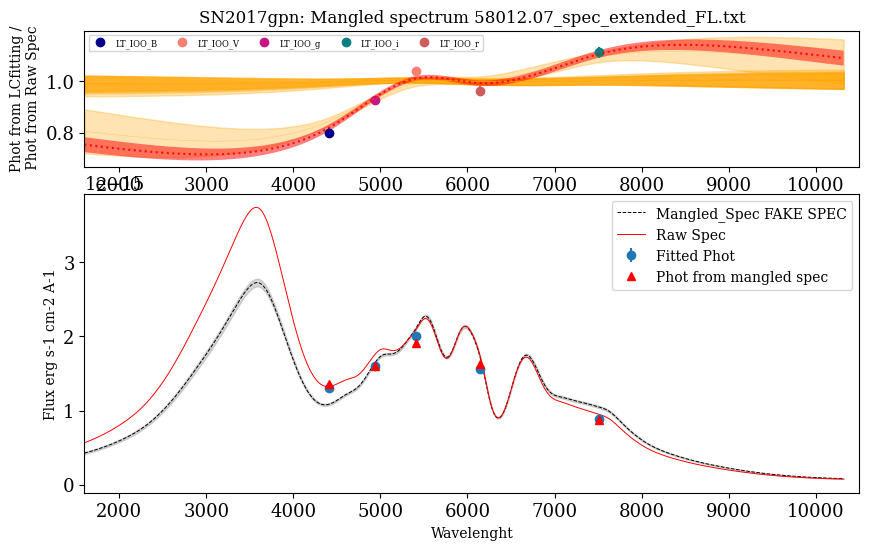 SN2017gpn: Mangled spectrum 58012.07_spec_extended_FL.txt
Phot from LCfitting /
Phot from Raw Spec
LT_IOO_B LT_IOO_V LT_IOO_g LT_IOO_i LT_IOO_r
1.0
0.8
2000 3000 4000 5000 6000 7000 8000 9000 10000
1e−15
Flux erg s-1 cm-2 A-1
3
2
1
0
Mangled_Spec FAKE SPEC
Raw Spec
Fitted Phot
Phot from mangled spec
2000 3000 4000 5000 6000 7000 8000 9000 10000
Wavelenght